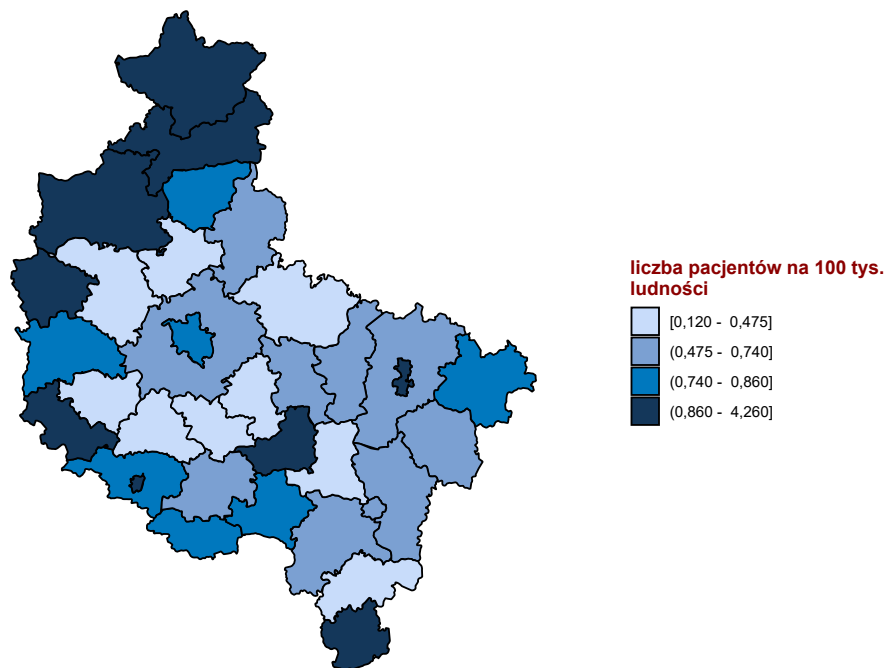 liczba pacjentów na 100 tys.
ludności
[0,120 - 0,475]
(0,475 - 0,740]
(0,740 - 0,860]
(0,860 - 4,260]